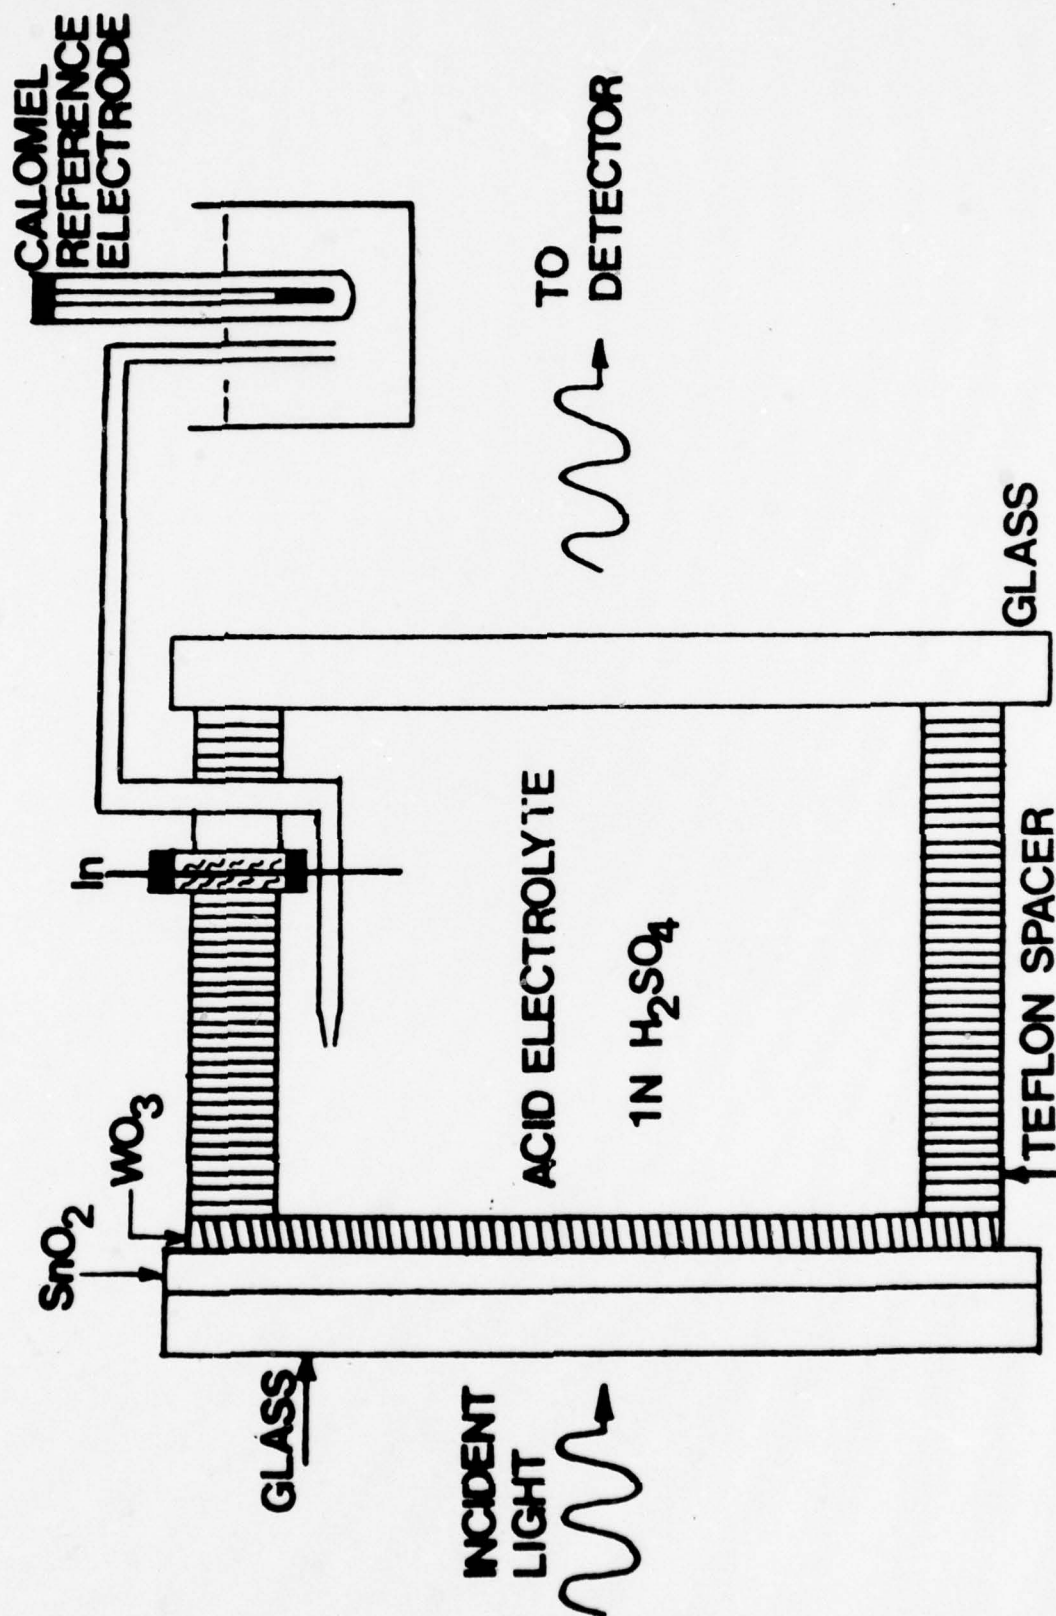 CALOMEL
REFERENCE
ELECTRODE
In
SnO₂
WO₃
GLASS
INCIDENT
LIGHT
ACID ELECTROLYTE
1N H₂SO₄
TO
DETECTOR
TEFLON SPACER
GLASS